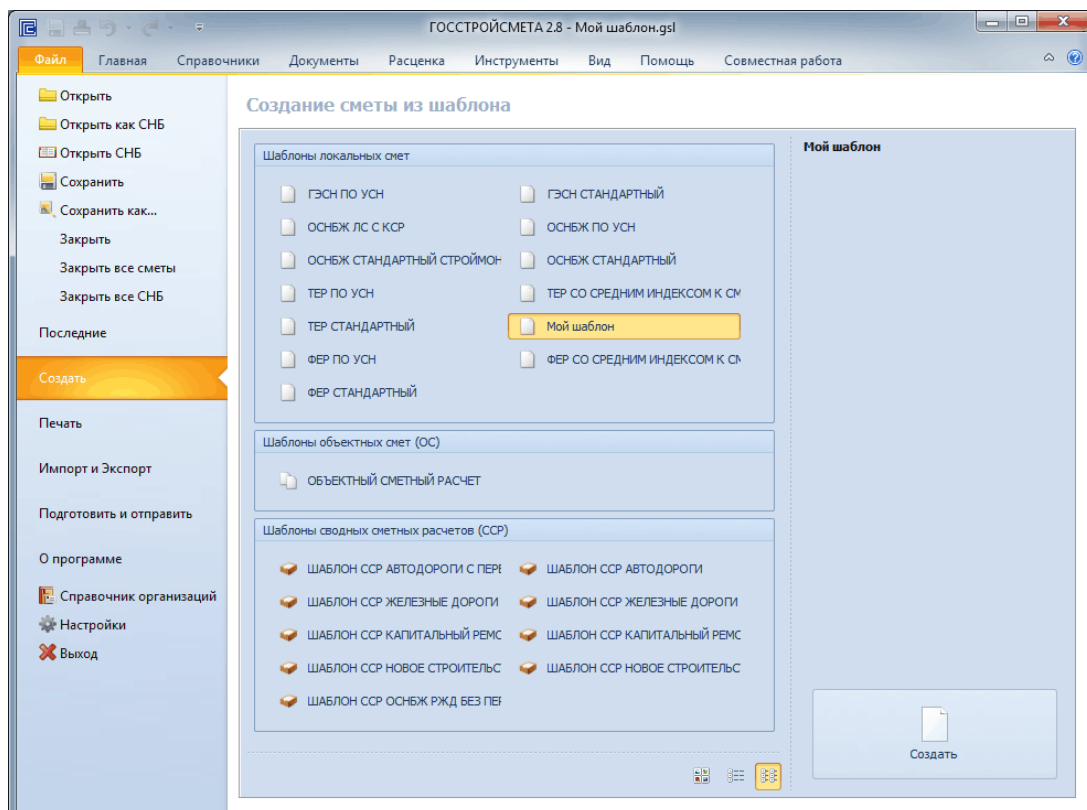 ГОССТРОЙСМЕТА 2.8 - Мой шаблон.gsl
Файл Главная Справочники Документы Расценка Инструменты Вид Помощь Совместная работа
Открыть
Открыть как СНБ
Открыть СНБ
Сохранить
Сохранить как...
Закрыть
Закрыть все сметы
Закрыть все СНБ
Последние
Создать
Печать
Импорт и Экспорт
Подготовить и отправить
О программе
Справочник организаций
Настройки
Выход
Создание сметы из шаблона
Шаблоны локальных смет
ГЭСН ПО УСН ГЭСН СТАНДАРТНЫЙ
ОСНБЖ ЛС С КСР ОСНБЖ ПО УСН
ОСНБЖ СТАНДАРТНЫЙ СТРОЙМОН ОСНБЖ СТАНДАРТНЫЙ
ТЕР ПО УСН ТЕР СО СРЕДНИМ ИНДЕКСОМ К СМ
ТЕР СТАНДАРТНЫЙ Мой шаблон
ФЕР ПО УСН ФЕР СО СРЕДНИМ ИНДЕКСОМ К СМ
ФЕР СТАНДАРТНЫЙ
Шаблоны объектных смет (ОС)
ОБЪЕКТНЫЙ СМЕТНЫЙ РАСЧЕТ
Шаблоны сводных сметных расчетов (ССР)
ШАБЛОН ССР АВТОДОРОГИ С ПЕРЕ ШАБЛОН ССР АВТОДОРОГИ
ШАБЛОН ССР ЖЕЛЕЗНЫЕ ДОРОГИ ШАБЛОН ССР ЖЕЛЕЗНЫЕ ДОРОГИ
ШАБЛОН ССР КАПИТАЛЬНЫЙ РЕМО ШАБЛОН ССР КАПИТАЛЬНЫЙ РЕМО
ШАБЛОН ССР НОВОЕ СТРОИТЕЛЬС ШАБЛОН ССР НОВОЕ СТРОИТЕЛЬС
ШАБЛОН ССР ОСНБЖ РЖД БЕЗ ПЕР
Мой шаблон
Создать